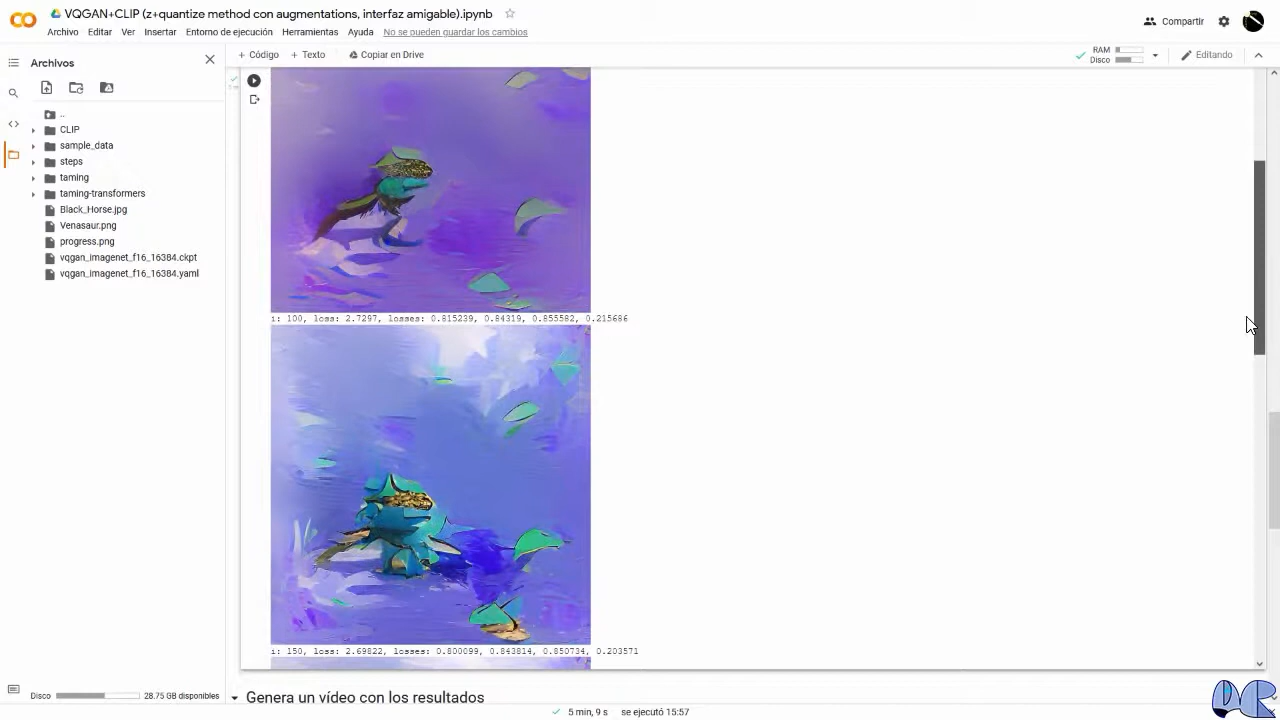 VQGAN+CLIP (z+quantize method con augmentations, interfaz amigable).ipynb
Archivo Editar Ver Insertar Entorno de ejecución Herramientas Ayuda No se pueden guardar los cambios
Compartir
Archivos
+ Código + Texto Copiar en Drive
RAM
Disco
Editando
..
CLIP
sample_data
steps
taming
taming-transformers
Black_Horse.jpg
Venasaur.png
progress.png
vqgan_imagenet_f16_16384.ckpt
vqgan_imagenet_f16_16384.yaml
i: 100, loss: 2.7297, losses: 0.815239, 0.84319, 0.855582, 0.215686
i: 150, loss: 2.69822, losses: 0.800099, 0.843814, 0.850734, 0.203571
Disco 28.75 GB disponibles
Genera un vídeo con los resultados
5 min, 9 s se ejecutó 15:57
DR